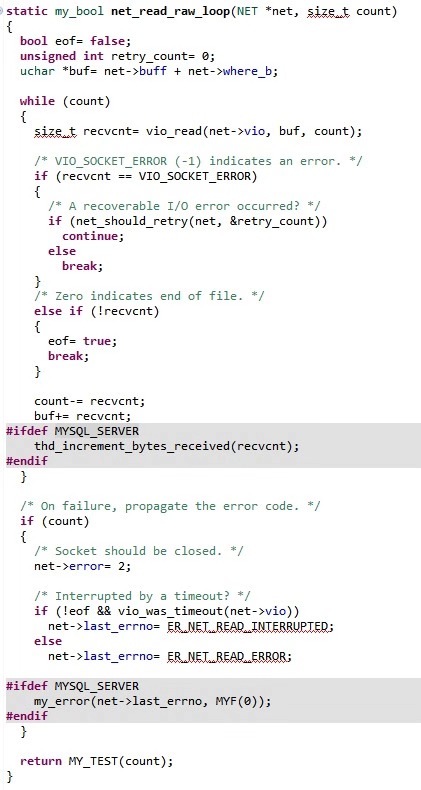 static my_bool net_read_raw_loop(NET *net, size_t count)
{
  bool eof= false;
  unsigned int retry_count= 0;
  uchar *buf= net->buff + net->where_b;

  while (count)
  {
    size_t recvcnt= vio_read(net->vio, buf, count);

    /* VIO_SOCKET_ERROR (-1) indicates an error. */
    if (recvcnt == VIO_SOCKET_ERROR)
    {
      /* A recoverable I/O error occurred? */
      if (net_should_retry(net, &retry_count))
        continue;
      else
        break;
    }
    /* Zero indicates end of file. */
    else if (!recvcnt)
    {
      eof= true;
      break;
    }

    count-= recvcnt;
    buf+= recvcnt;
#ifdef MYSQL_SERVER
    thd_increment_bytes_received(recvcnt);
#endif
  }

  /* On failure, propagate the error code. */
  if (count)
  {
    /* Socket should be closed. */
    net->error= 2;

    /* Interrupted by a timeout? */
    if (!eof && vio_was_timeout(net->vio))
      net->last_errno= ER_NET_READ_INTERRUPTED;
    else
      net->last_errno= ER_NET_READ_ERROR;

#ifdef MYSQL_SERVER
    my_error(net->last_errno, MYF(0));
#endif
  }

  return MY_TEST(count);
}